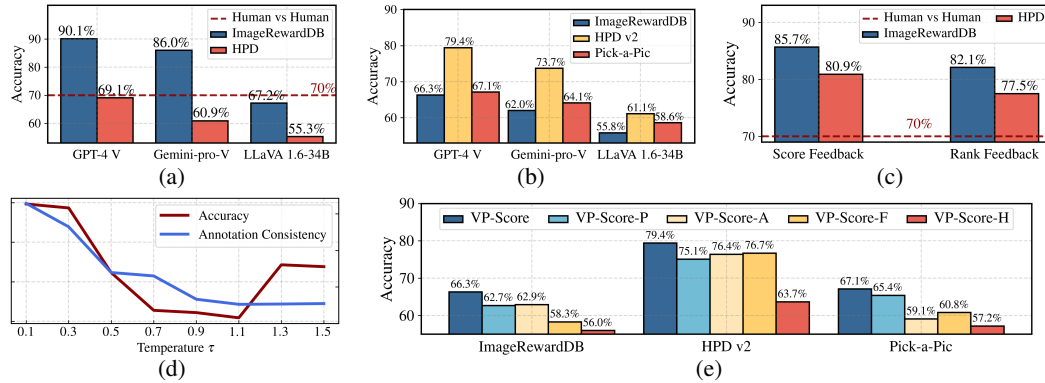 Human vs Human
ImageRewardDB
HPD
90.1%
86.0%
69.1%
67.2%
70%
60.9%
55.3%
Accuracy
90
80
70
60
GPT-4 V Gemini-pro-V LLaVA 1.6-34B
(a)
ImageRewardDB
HPD v2
Pick-a-Pic
79.4%
73.7%
66.3%
67.1%
62.0%
64.1%
61.1%
55.8%
58.6%
Accuracy
90
80
70
60
GPT-4 V Gemini-pro-V LLaVA 1.6-34B
(b)
Human vs Human HPD
ImageRewardDB
85.7%
80.9%
82.1%
77.5%
70%
Accuracy
90
80
70
Score Feedback Rank Feedback
(c)
Accuracy
Annotation Consistency
0.1 0.3 0.5 0.7 0.9 1.1 1.3 1.5
Temperature τ
(d)
VP-Score VP-Score-P VP-Score-A VP-Score-F VP-Score-H
79.4%
75.1%
76.4%
76.7%
63.7%
66.3%
62.7%
62.9%
58.3%
56.0%
67.1%
65.4%
59.1%
60.8%
57.2%
Accuracy
90
80
70
60
ImageRewardDB HPD v2 Pick-a-Pic
(e)